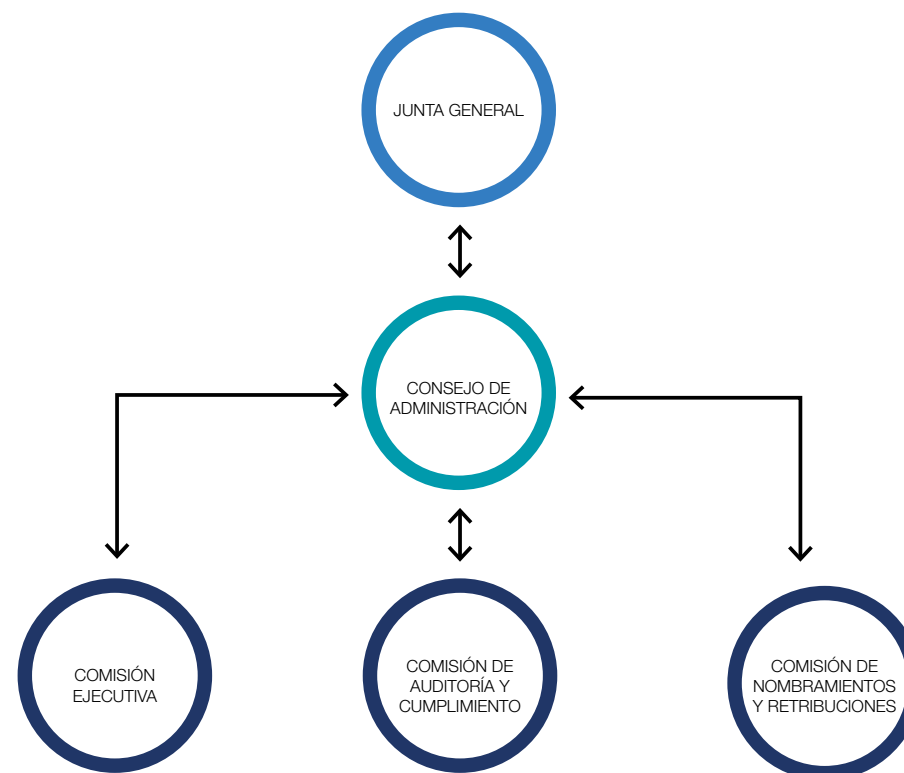 JUNTA GENERAL
CONSEJO DE
ADMINISTRACIÓN
COMISIÓN
EJECUTIVA
COMISIÓN DE
AUDITORÍA Y
CUMPLIMIENTO
COMISIÓN DE
NOMBRAMIENTOS
Y RETRIBUCIONES